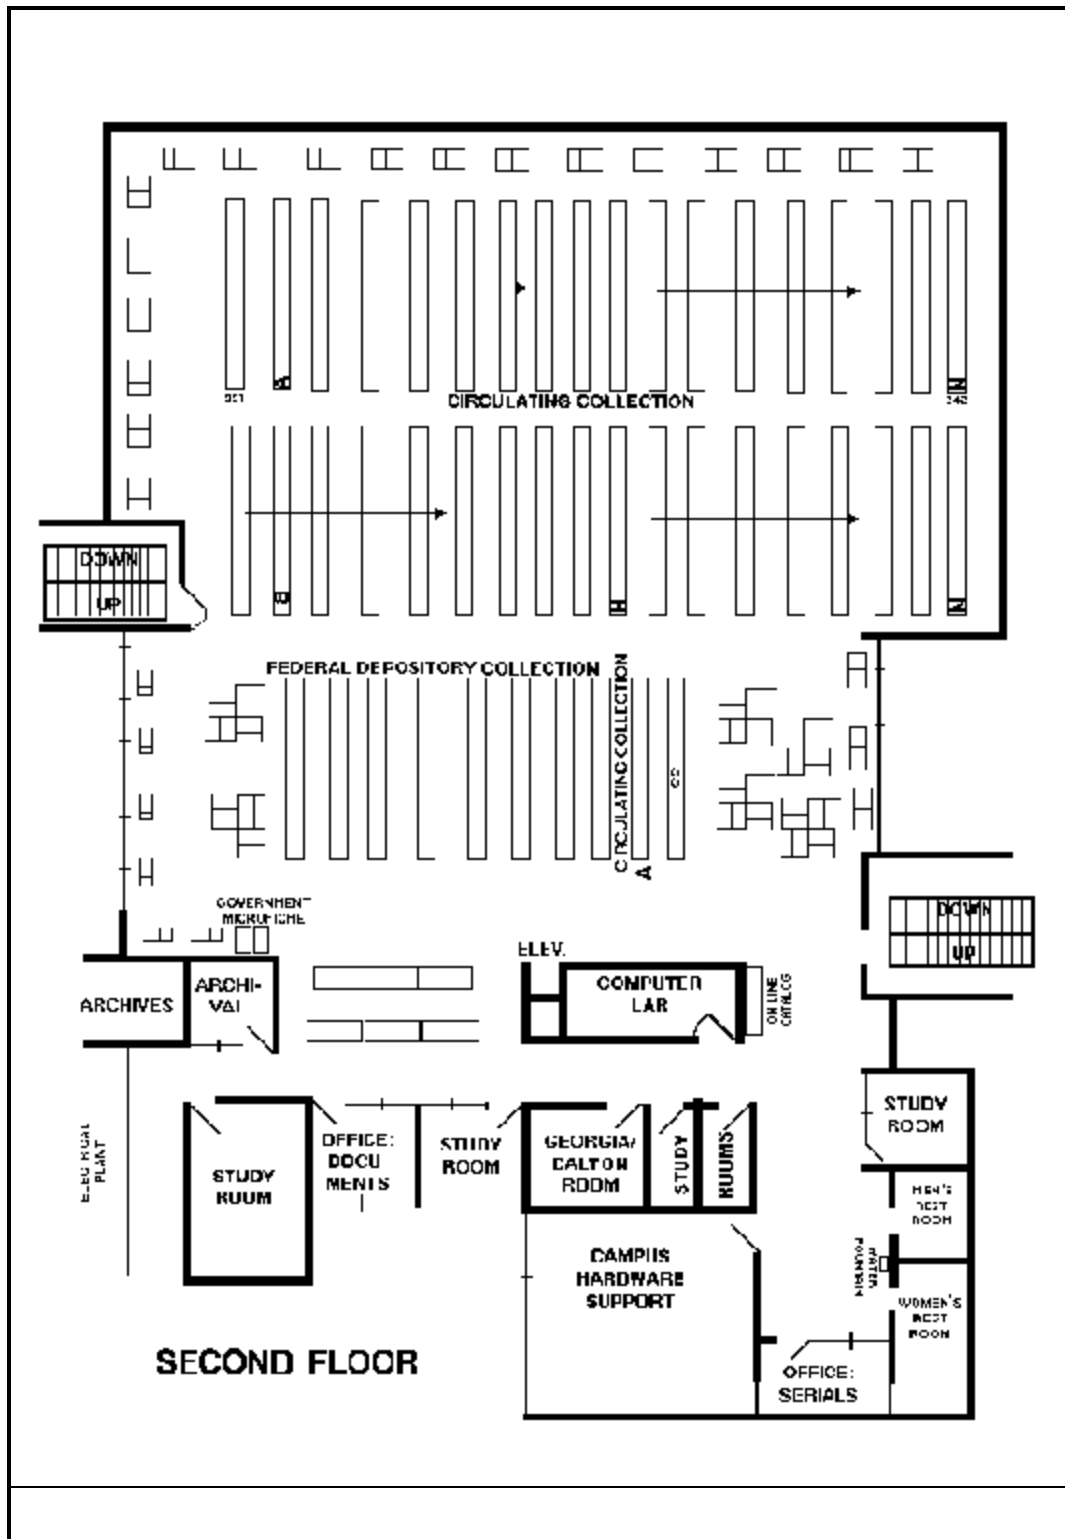 CIRCULATING COLLECTION
H
DOWN
UP
FEDERAL DEPOSITORY COLLECTION
CIRCULATING COLLECTION
A
GOVERNMENT
MICROFICHE
ELEV.
DOWN
UP
ARCHIVES
ARCHI-
VAL
COMPUTER
LAB
ON LINE
CATALOG
STUDY
ROOM
OFFICE:
DOCU
MENTS
STUDY
ROOM
GEORGIA/
DALTON
ROOM
STUDY
ROOMS
STUDY
ROOM
ELECTRICAL
PLANT
MEN'S
REST
ROOM
WATER
FOUNTAIN
CAMPUS
HARDWARE
SUPPORT
WOMEN'S
REST
ROOM
SECOND FLOOR
OFFICE:
SERIALS